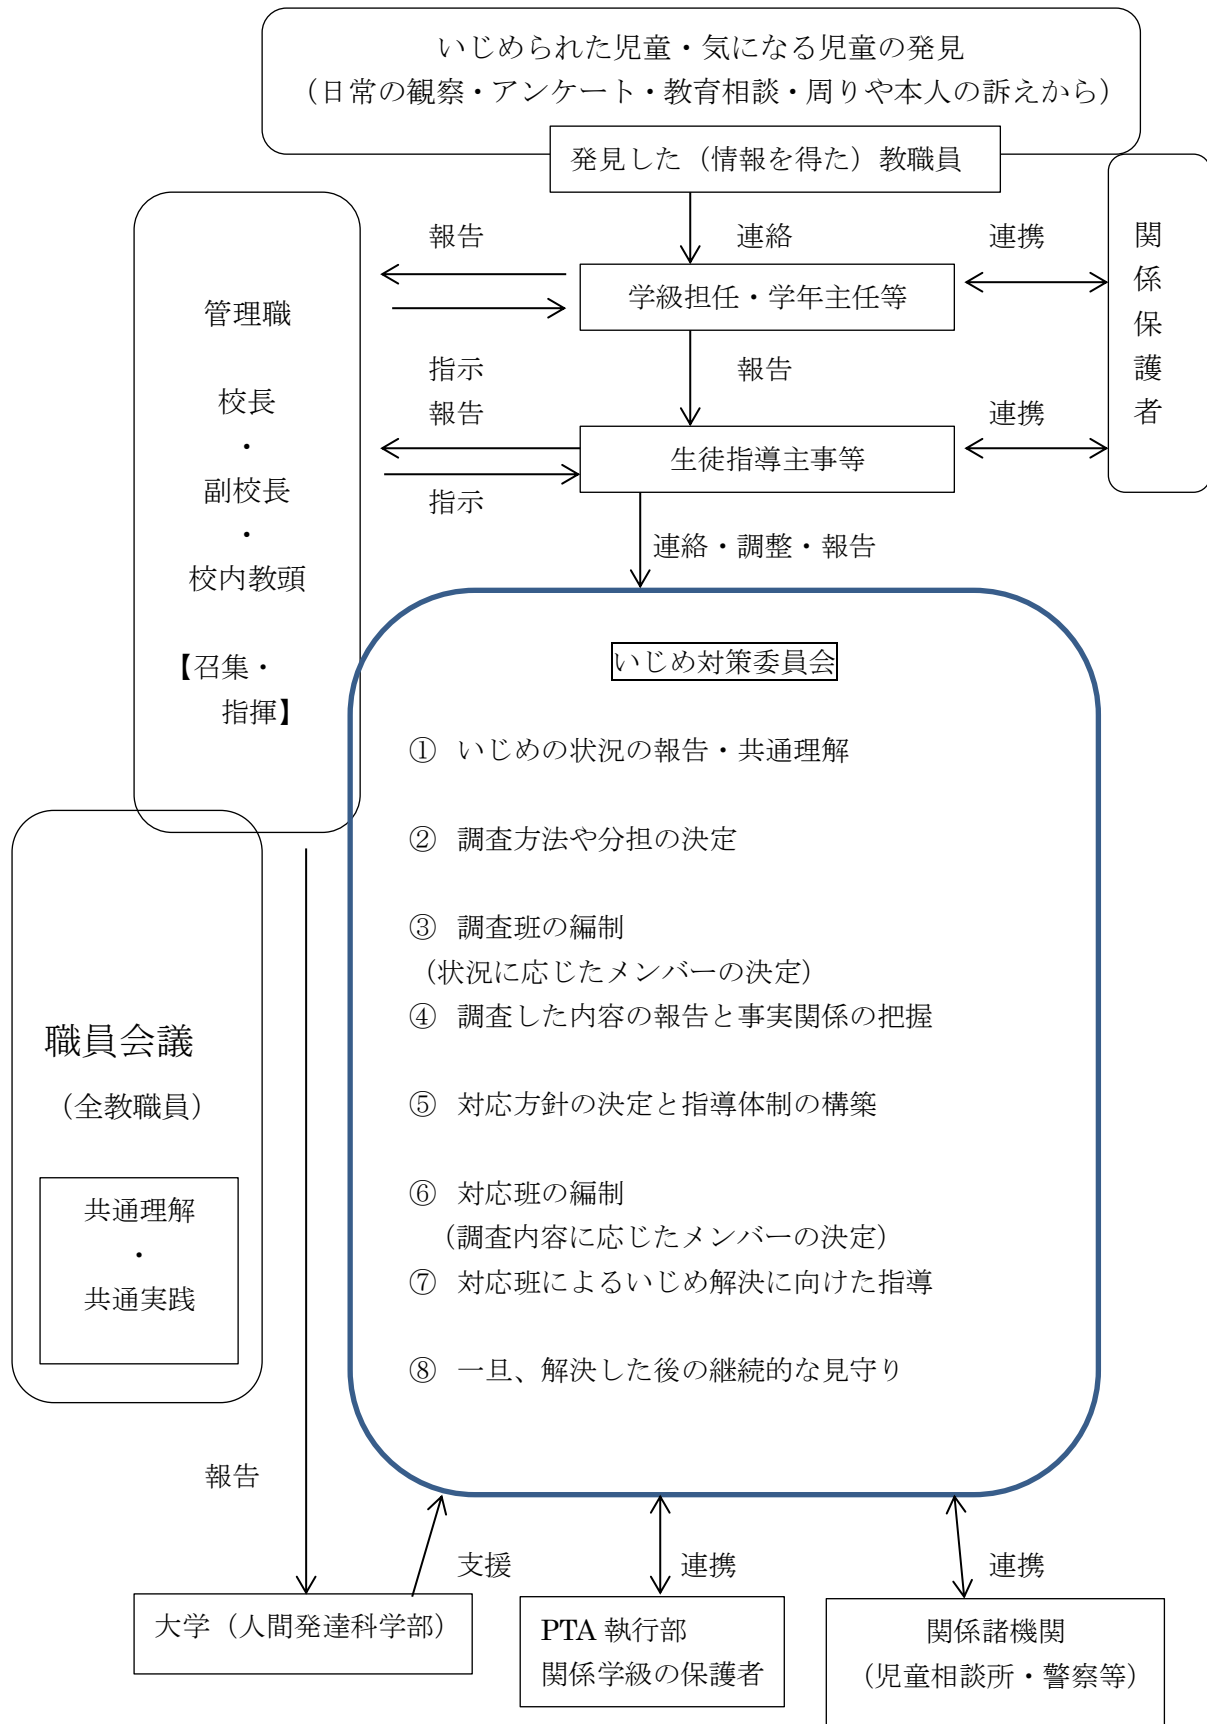 いじめられた児童・気になる児童の発見
（日常の観察・アンケート・教育相談・周りや本人の訴えから）
発見した（情報を得た）教職員
報告
連絡
連携
関係保護者
学級担任・学年主任等
管理職
校長
・
副校長
・
校内教頭
【召集・
指揮】
指示
報告
報告
連携
生徒指導主事等
指示
連絡・調整・報告
いじめ対策委員会
① いじめの状況の報告・共通理解
② 調査方法や分担の決定
③ 調査班の編制
（状況に応じたメンバーの決定）
④ 調査した内容の報告と事実関係の把握
⑤ 対応方針の決定と指導体制の構築
⑥ 対応班の編制
（調査内容に応じたメンバーの決定）
⑦ 対応班によるいじめ解決に向けた指導
⑧ 一旦、解決した後の継続的な見守り
職員会議
（全教職員）
共通理解
・
共通実践
報告
支援
連携
連携
大学（人間発達科学部）
PTA 執行部
関係学級の保護者
関係諸機関
（児童相談所・警察等）